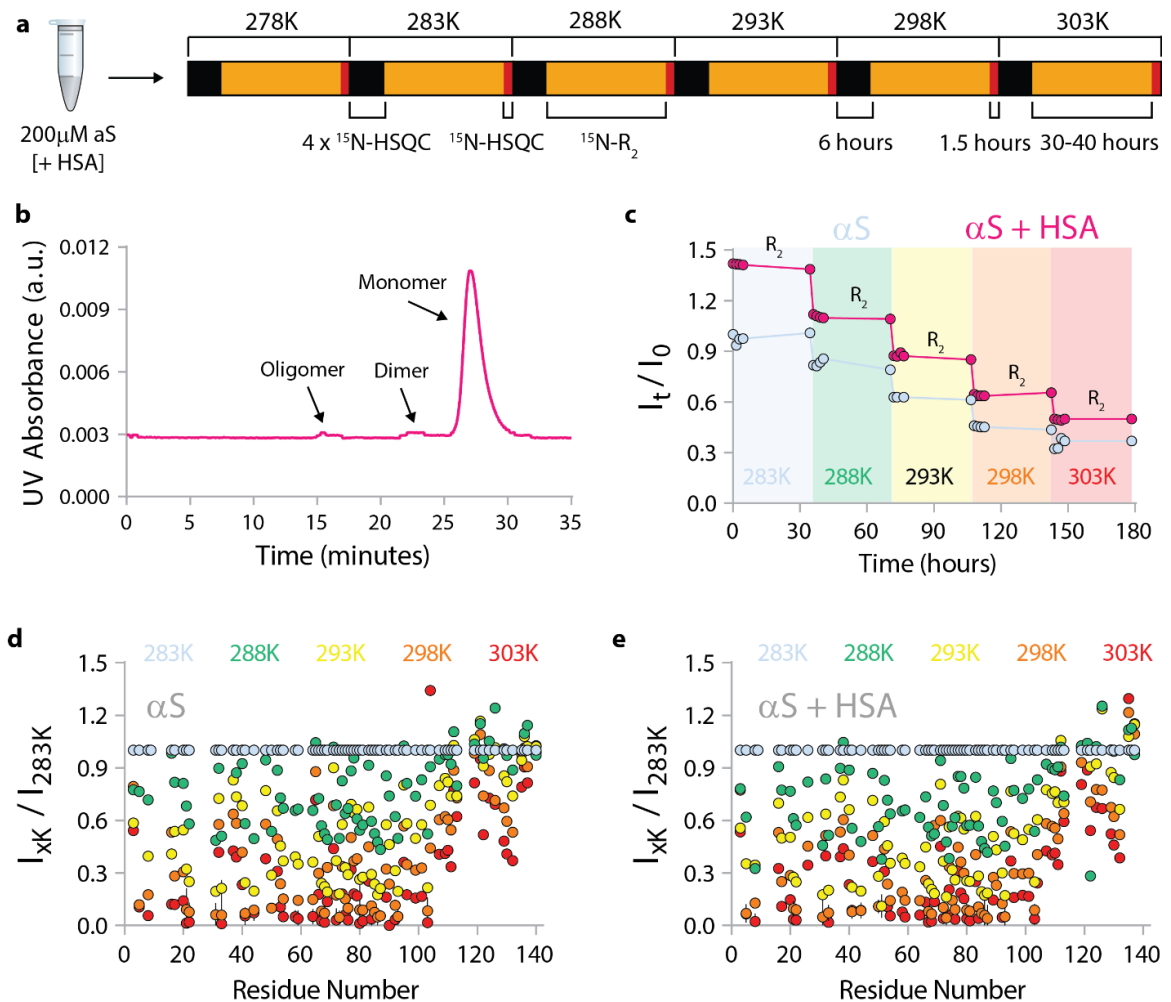 a
278K 283K 288K 293K 298K 303K
200μM aS
[+ HSA]
4 x ¹⁵N-HSQC ¹⁵N-HSQC ¹⁵N-R₂ 6 hours 1.5 hours 30-40 hours
b
0.012
0.009
0.006
0.003
0.000
UV Absorbance (a.u.)
Monomer
Oligomer
Dimer
0 5 10 15 20 25 30 35
Time (minutes)
c
αS αS + HSA
1.5
1.2
0.9
0.6
0.3
0.0
Iₜ / I₀
R₂
R₂
R₂
R₂
R₂
283K 288K 293K 298K 303K
0 30 60 90 120 150 180
Time (hours)
d
283K 288K 293K 298K 303K
αS
1.5
1.2
0.9
0.6
0.3
0.0
IxK / I283K
0 20 40 60 80 100 120 140
Residue Number
e
283K 288K 293K 298K 303K
αS + HSA
1.5
1.2
0.9
0.6
0.3
0.0
IxK / I283K
0 20 40 60 80 100 120 140
Residue Number